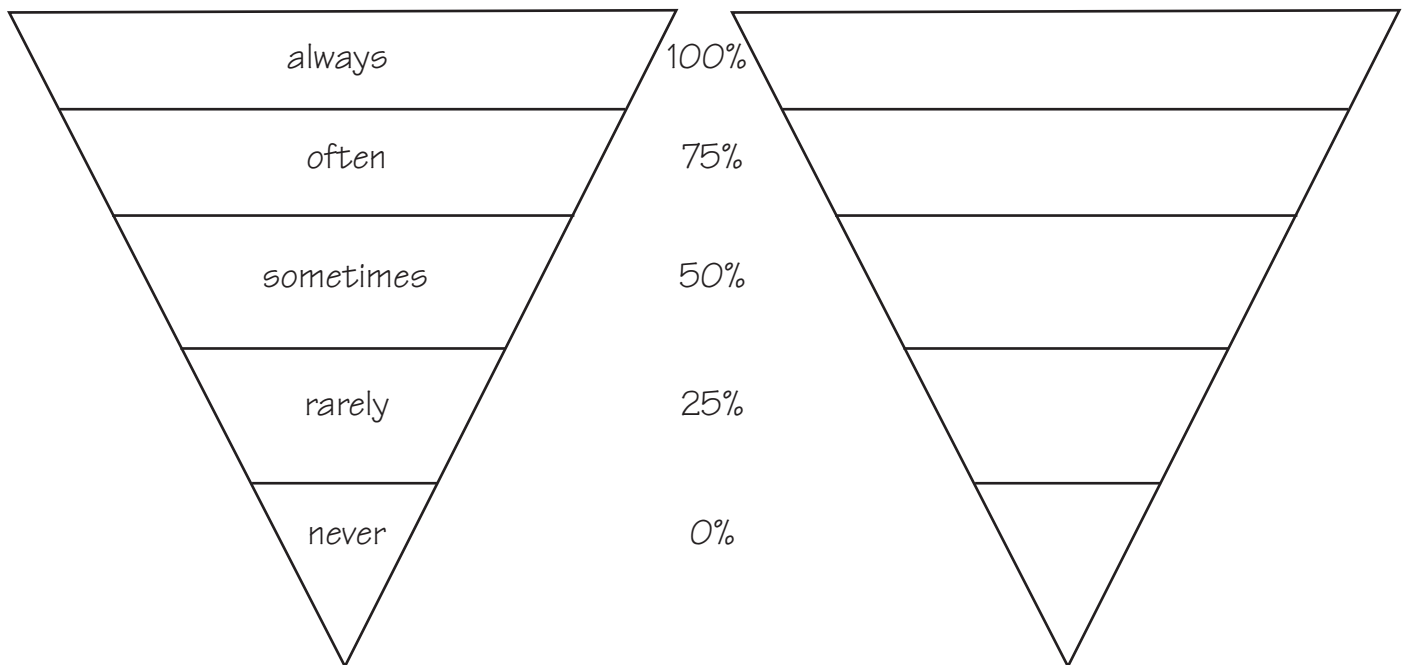 always 100%
often 75%
sometimes 50%
rarely 25%
never 0%